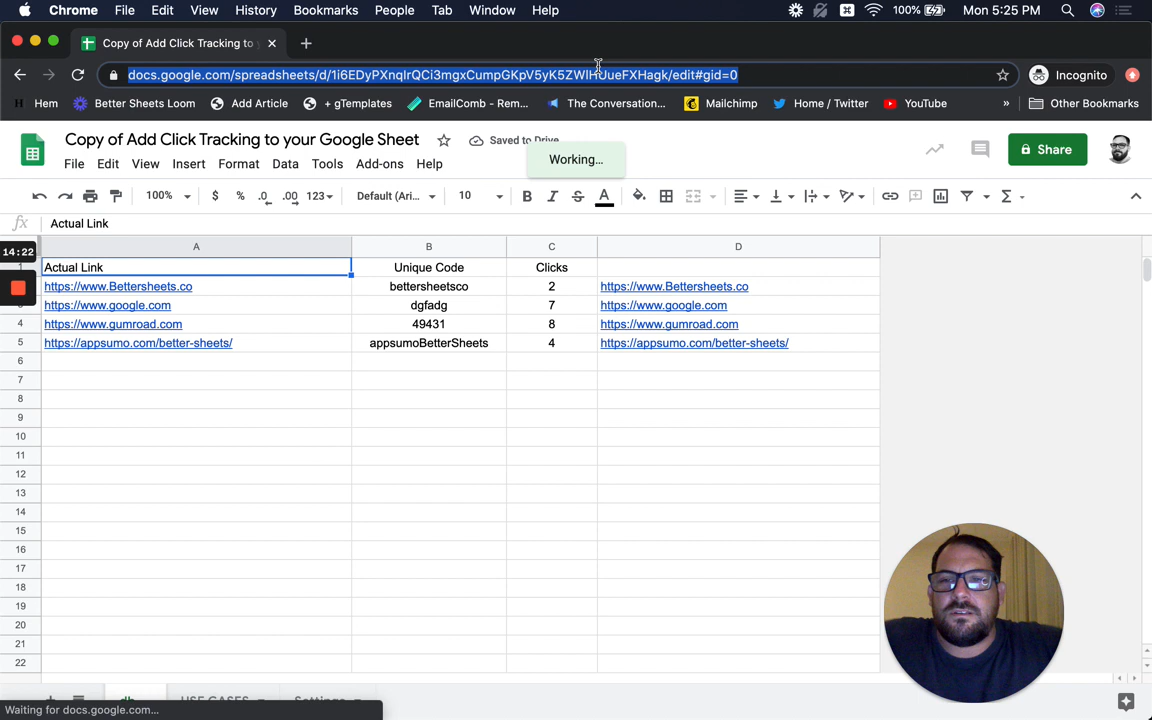 Chrome File Edit View History Bookmarks People Tab Window Help 100% Mon 5:25 PM
Copy of Add Click Tracking to
docs.google.com/spreadsheets/d/1i6EDyPXnqIrQCi3mgxCumpGKpV5yK5ZWIHUueFXHagk/edit#gid=0 Incognito
H Hem Better Sheets Loom Add Article + gTemplates EmailComb - Rem... The Conversation... Mailchimp Home / Twitter YouTube » Other Bookmarks
Copy of Add Click Tracking to your Google Sheet Saved to Drive
Working...
File Edit View Insert Format Data Tools Add-ons Help Share
100% $ % .0 .00 123 Default (Ari... 10 B I S A Σ
fx Actual Link
14:22
A B C D
1 Actual Link Unique Code Clicks
https://www.Bettersheets.co bettersheetsco 2 https://www.Bettersheets.co
https://www.google.com dgfadg 7 https://www.google.com
4 https://www.gumroad.com 49431 8 https://www.gumroad.com
5 https://appsumo.com/better-sheets/ appsumoBetterSheets 4 https://appsumo.com/better-sheets/
6
7
8
9
10
11
12
13
14
15
16
17
18
19
20
21
22
db USE CASES Settings
Waiting for docs.google.com...